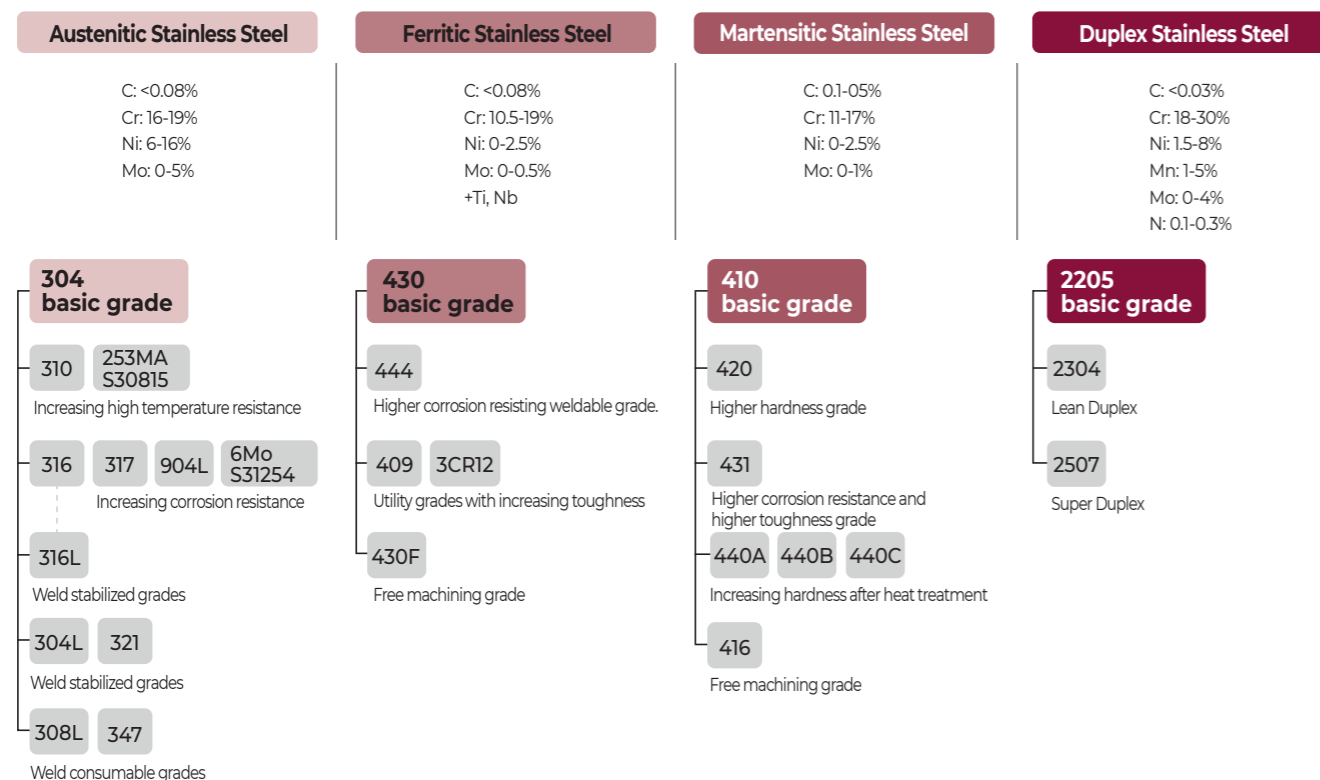 Austenitic Stainless Steel
C: <0.08%
Cr: 16-19%
Ni: 6-16%
Mo: 0-5%
304
basic grade
310
253MA
S30815
Increasing high temperature resistance
316
317
904L
6Mo
S31254
Increasing corrosion resistance
316L
Weld stabilized grades
304L
321
Weld stabilized grades
308L
347
Weld consumable grades
Ferritic Stainless Steel
C: <0.08%
Cr: 10.5-19%
Ni: 0-2.5%
Mo: 0-0.5%
+Ti, Nb
430
basic grade
444
Higher corrosion resisting weldable grade.
409
3CR12
Utility grades with increasing toughness
430F
Free machining grade
Martensitic Stainless Steel
C: 0.1-05%
Cr: 11-17%
Ni: 0-2.5%
Mo: 0-1%
410
basic grade
420
Higher hardness grade
431
Higher corrosion resistance and
higher toughness grade
440A
440B
440C
Increasing hardness after heat treatment
416
Free machining grade
Duplex Stainless Steel
C: <0.03%
Cr: 18-30%
Ni: 1.5-8%
Mn: 1-5%
Mo: 0-4%
N: 0.1-0.3%
2205
basic grade
2304
Lean Duplex
2507
Super Duplex